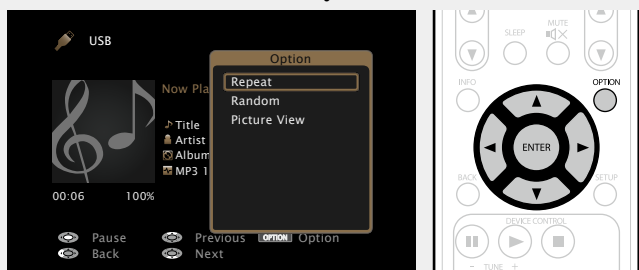 USB
Now Pla
Title
Artist
Album
MP3 1
00:06 100%
Pause
Previous
OPTION Option
Back
Next
Option
Repeat
Random
Picture View
SLEEP
MUTE
INFO
OPTION
ENTER
BACK
SETUP
DEVICE CONTROL
- TUNE +